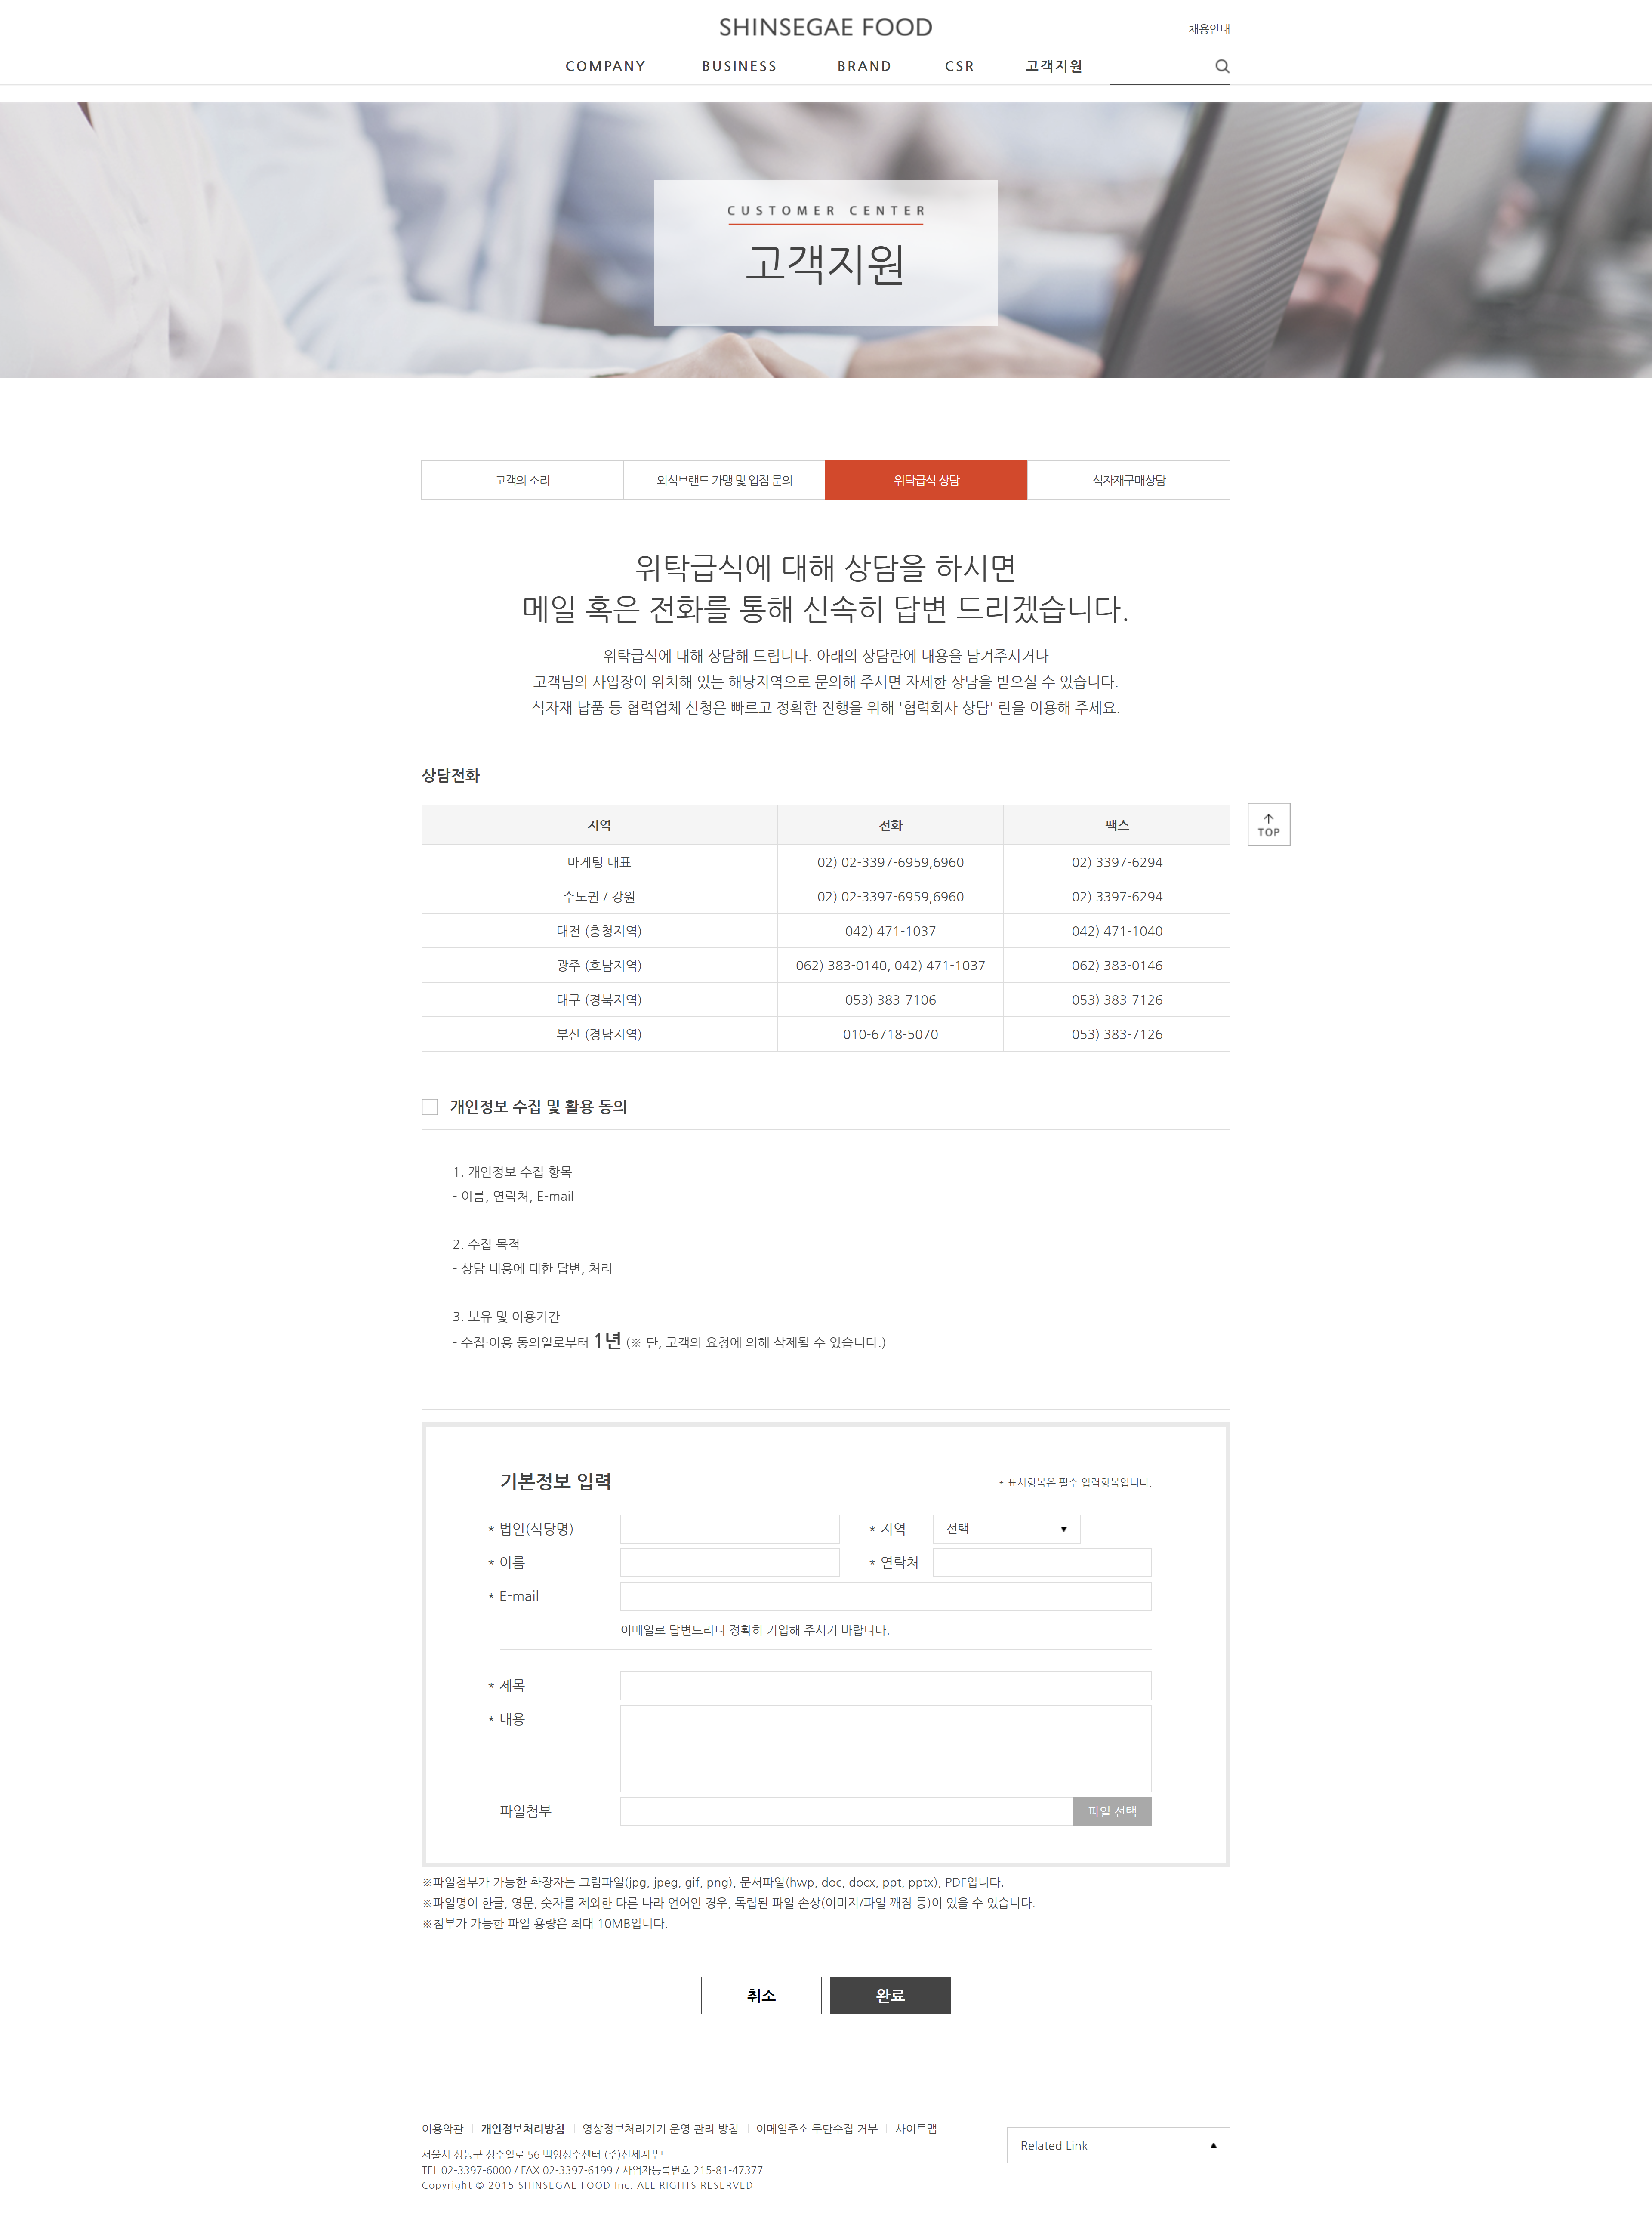 SHINSEGAE FOOD
채용안내
COMPANY BUSINESS BRAND CSR 고객지원
CUSTOMER CENTER
고객지원
고객의 소리 외식브랜드 가맹 및 입점 문의 위탁급식 상담 식자재구매상담
위탁급식에 대해 상담을 하시면
메일 혹은 전화를 통해 신속히 답변 드리겠습니다.
위탁급식에 대해 상담해 드립니다. 아래의 상담란에 내용을 남겨주시거나
고객님의 사업장이 위치해 있는 해당지역으로 문의해 주시면 자세한 상담을 받으실 수 있습니다.
식자재 납품 등 협력업체 신청은 빠르고 정확한 진행을 위해 '협력회사 상담' 란을 이용해 주세요.
상담전화
지역 전화 팩스
마케팅 대표 02) 02-3397-6959,6960 02) 3397-6294
수도권 / 강원 02) 02-3397-6959,6960 02) 3397-6294
대전 (충청지역) 042) 471-1037 042) 471-1040
광주 (호남지역) 062) 383-0140, 042) 471-1037 062) 383-0146
대구 (경북지역) 053) 383-7106 053) 383-7126
부산 (경남지역) 010-6718-5070 053) 383-7126
TOP
개인정보 수집 및 활용 동의
1. 개인정보 수집 항목
- 이름, 연락처, E-mail
2. 수집 목적
- 상담 내용에 대한 답변, 처리
3. 보유 및 이용기간
- 수집·이용 동의일로부터 1년 (※ 단, 고객의 요청에 의해 삭제될 수 있습니다.)
기본정보 입력
* 표시항목은 필수 입력항목입니다.
* 법인(식당명) * 지역 선택 ▼
* 이름 * 연락처
* E-mail
이메일로 답변드리니 정확히 기입해 주시기 바랍니다.
* 제목
* 내용
파일첨부 파일 선택
※파일첨부가 가능한 확장자는 그림파일(jpg, jpeg, gif, png), 문서파일(hwp, doc, docx, ppt, pptx), PDF입니다.
※파일명이 한글, 영문, 숫자를 제외한 다른 나라 언어인 경우, 독립된 파일 손상(이미지/파일 깨짐 등)이 있을 수 있습니다.
※첨부가 가능한 파일 용량은 최대 10MB입니다.
취소 완료
이용약관 개인정보처리방침 영상정보처리기기 운영 관리 방침 이메일주소 무단수집 거부 사이트맵
Related Link ▲
서울시 성동구 성수일로 56 백영성수센터 (주)신세계푸드
TEL 02-3397-6000 / FAX 02-3397-6199 / 사업자등록번호 215-81-47377
Copyright © 2015 SHINSEGAE FOOD Inc. ALL RIGHTS RESERVED